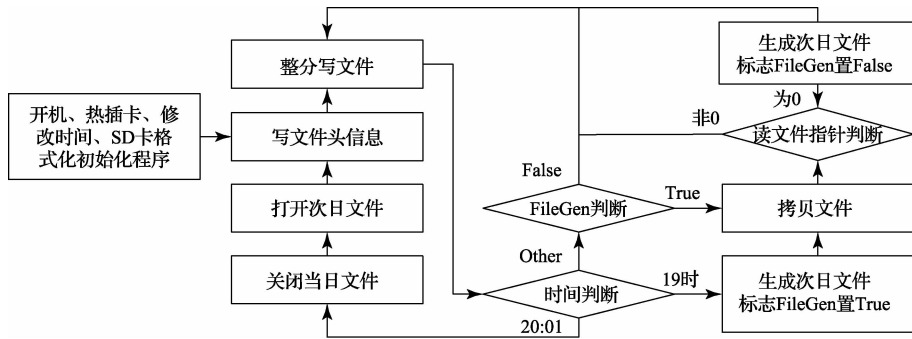 整分写文件
生成次日文件
标志FileGen置False
开机、热插卡、修
改时间、SD卡格
式化初始化程序
写文件头信息
非0
为0
读文件指针判断
False
True
打开次日文件
FileGen判断
拷贝文件
Other
关闭当日文件
时间判断
19时
生成次日文件
标志FileGen置True
20:01